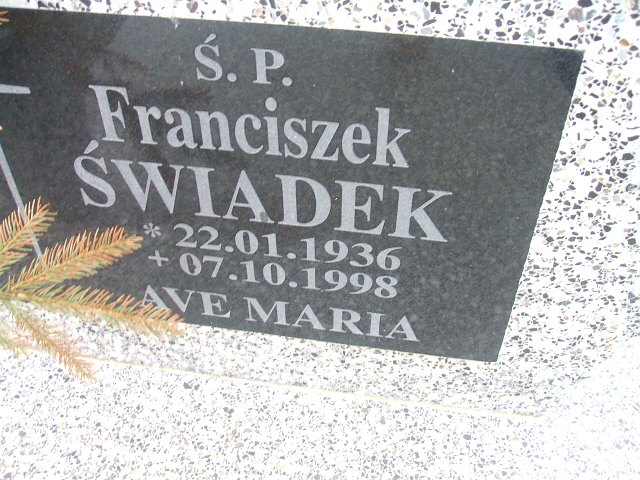 Ś. P.
Franciszek
ŚWIADEK
* 22.01.1936
+ 07.10.1998
AVE MARIA